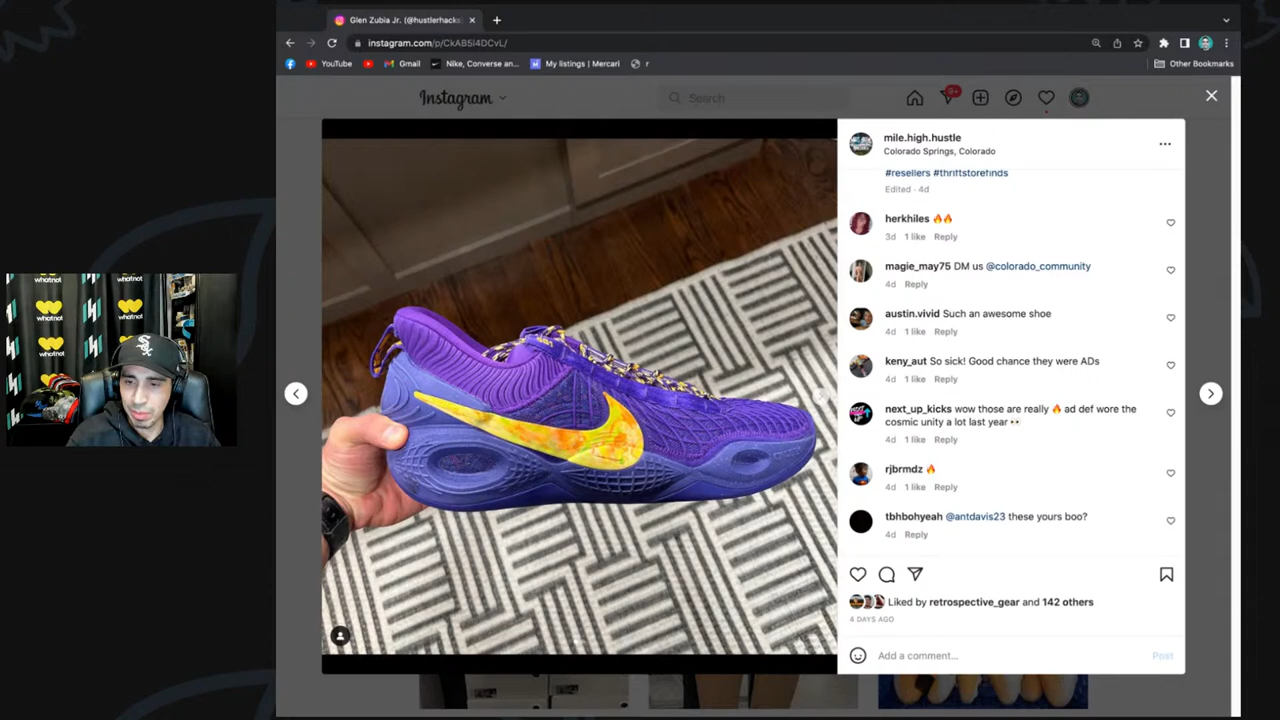 Glen Zubia Jr. (@hustlerhacks
instagram.com/p/CkAB5I4DCvL/
YouTube
Gmail
Nike, Converse an...
My listings | Mercari
r
Other Bookmarks
Instagram
Search
9+
mile.high.hustle
Colorado Springs, Colorado
#resellers #thriftstorefinds
Edited · 4d
herkhiles 🔥🔥
3d 1 like Reply
magie_may75 DM us @colorado_community
4d Reply
austin.vivid Such an awesome shoe
4d 1 like Reply
keny_aut So sick! Good chance they were ADs
4d 1 like Reply
next_up_kicks wow those are really 🔥 ad def wore the
cosmic unity a lot last year 👀
4d 1 like Reply
rjbrmdz 🔥
4d 1 like Reply
tbhbohyeah @antdavis23 these yours boo?
4d Reply
Liked by retrospective_gear and 142 others
4 DAYS AGO
Add a comment...
Post
whatnot
whatnot
whatnot
whatnot
whatnot